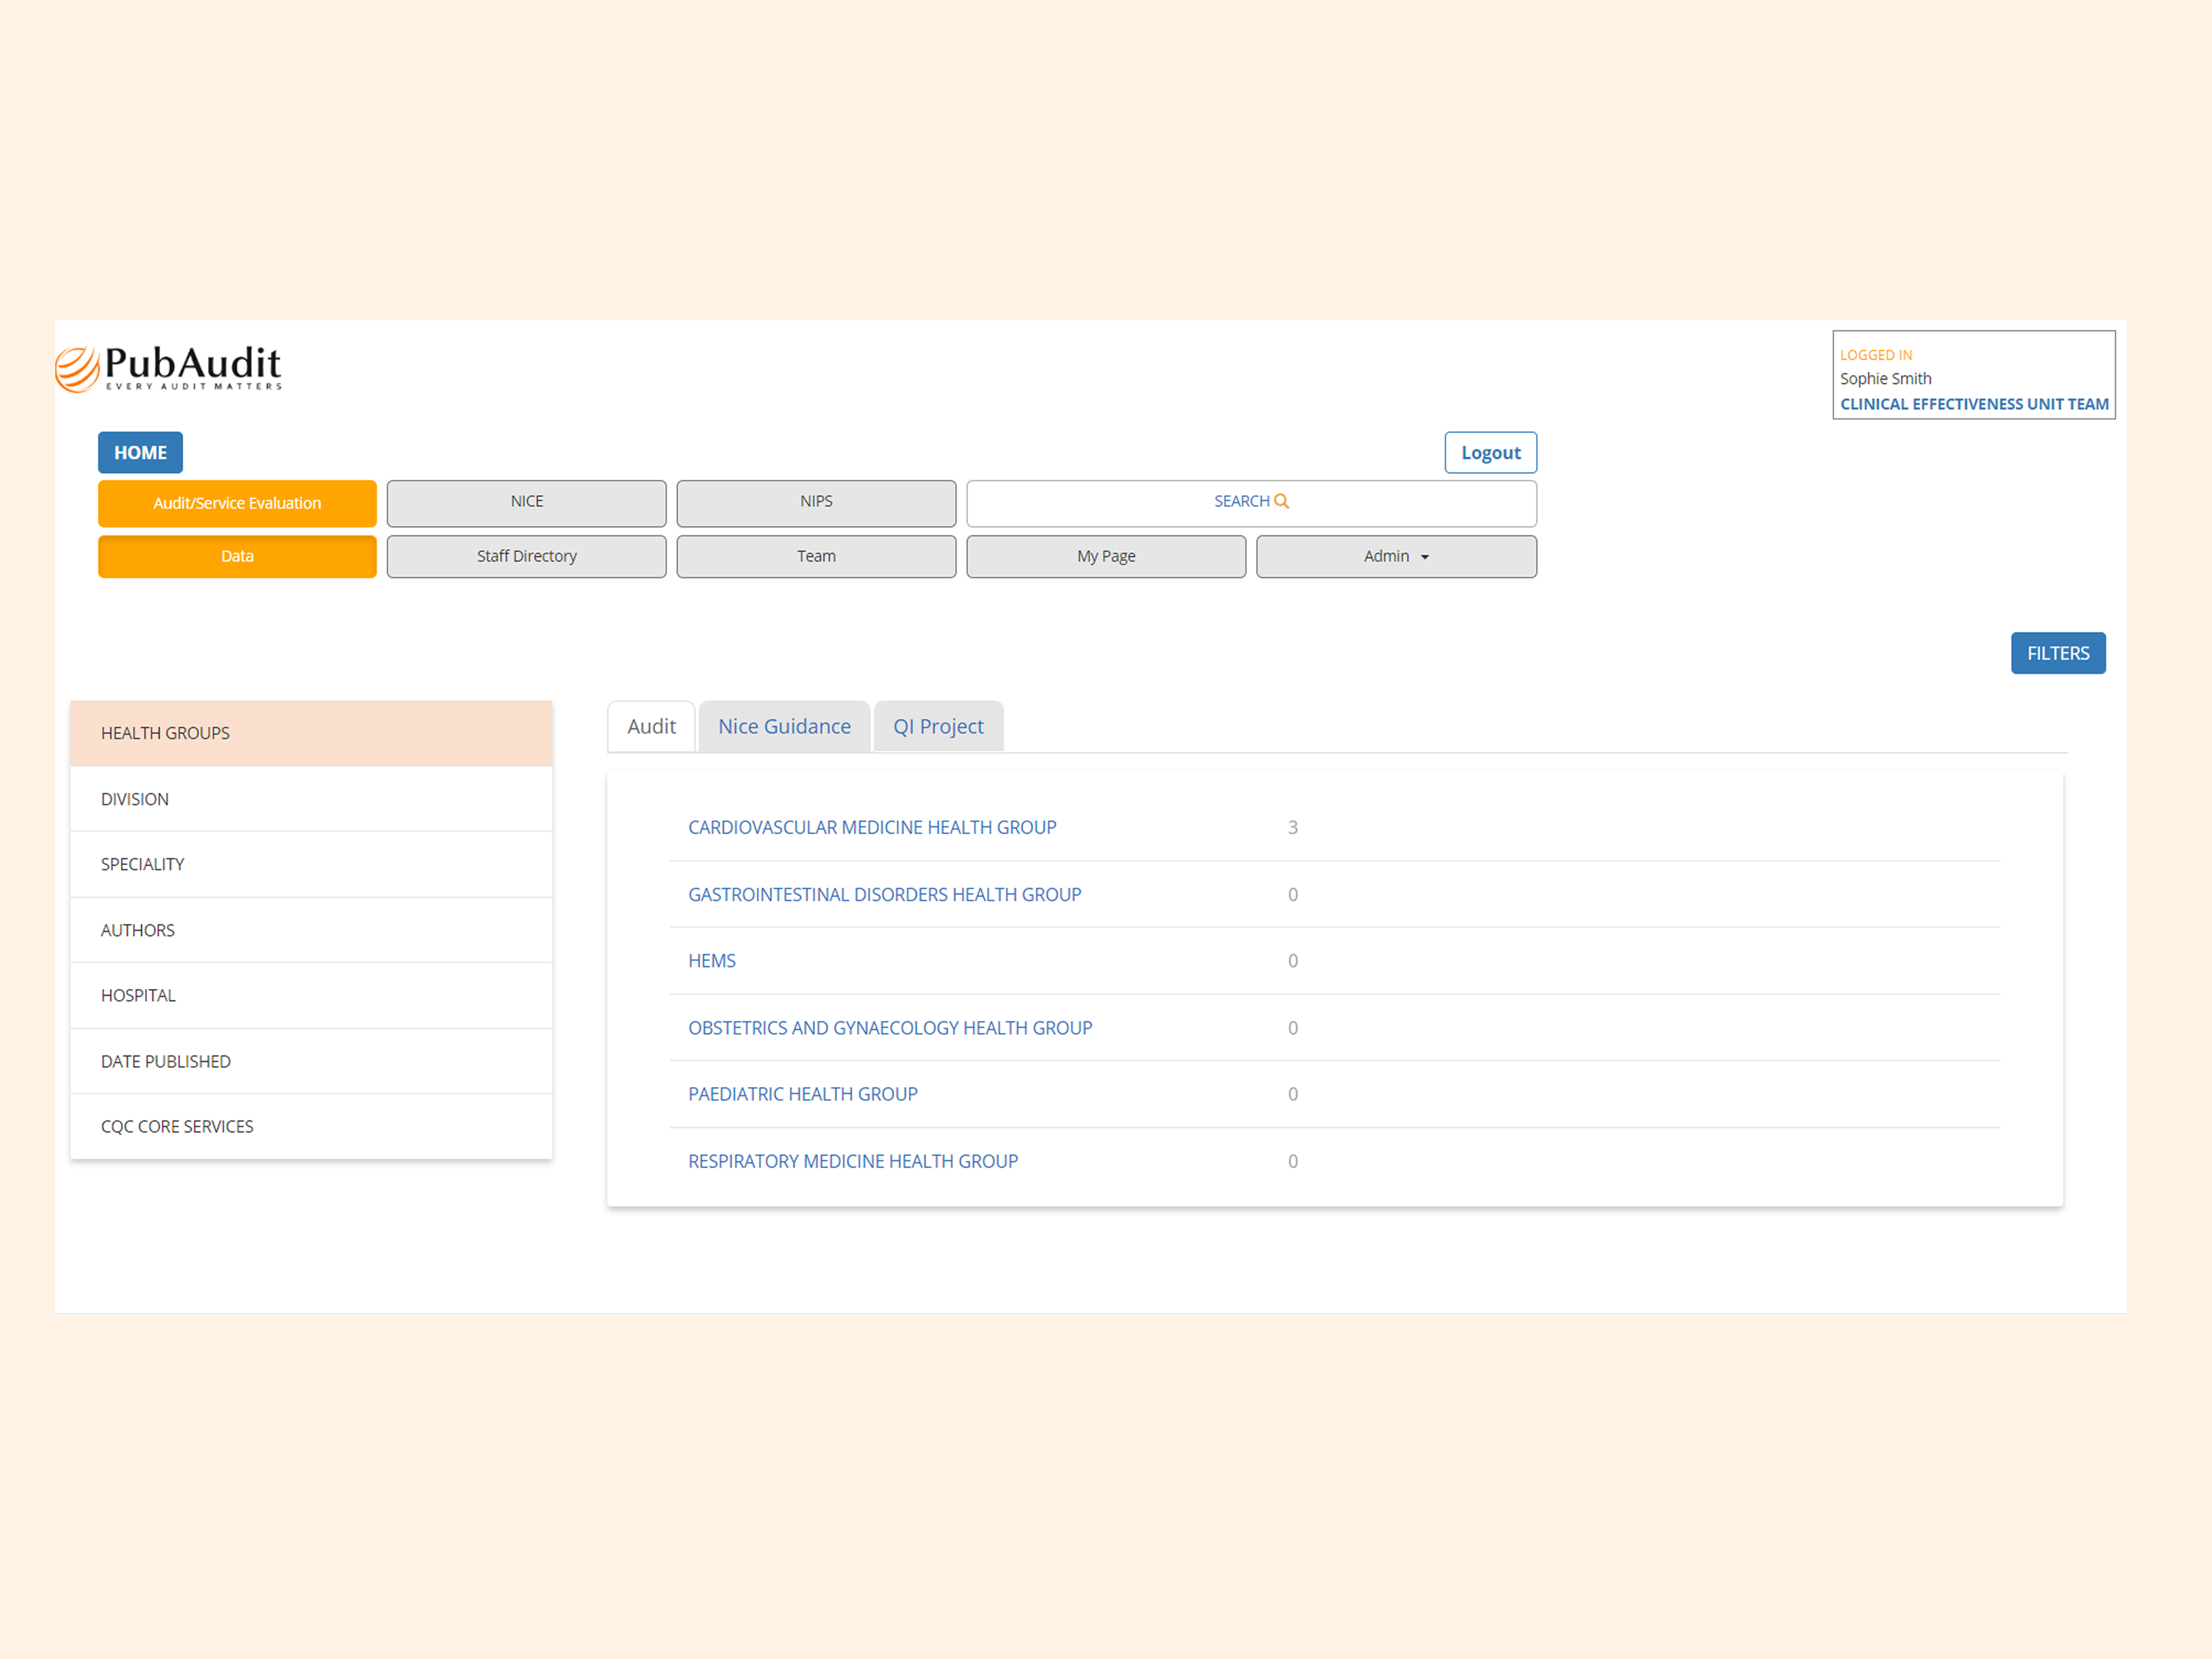 PubAudit
EVERY AUDIT MATTERS
LOGGED IN
Sophie Smith
CLINICAL EFFECTIVENESS UNIT TEAM
HOME
Logout
Audit/Service Evaluation
NICE
NIPS
SEARCH
Data
Staff Directory
Team
My Page
Admin
FILTERS
HEALTH GROUPS
DIVISION
SPECIALITY
AUTHORS
HOSPITAL
DATE PUBLISHED
CQC CORE SERVICES
Audit
Nice Guidance
QI Project
CARDIOVASCULAR MEDICINE HEALTH GROUP 3
GASTROINTESTINAL DISORDERS HEALTH GROUP 0
HEMS 0
OBSTETRICS AND GYNAECOLOGY HEALTH GROUP 0
PAEDIATRIC HEALTH GROUP 0
RESPIRATORY MEDICINE HEALTH GROUP 0